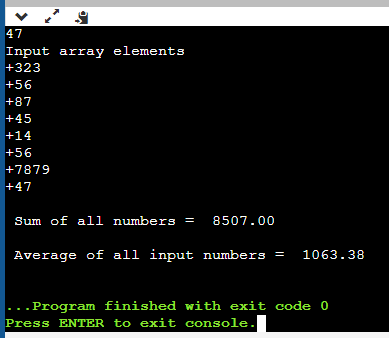 47
Input array elements
+323
+56
+87
+45
+14
+56
+7879
+47
Sum of all numbers =  8507.00
Average of all input numbers =  1063.38
...Program finished with exit code 0
Press ENTER to exit console.